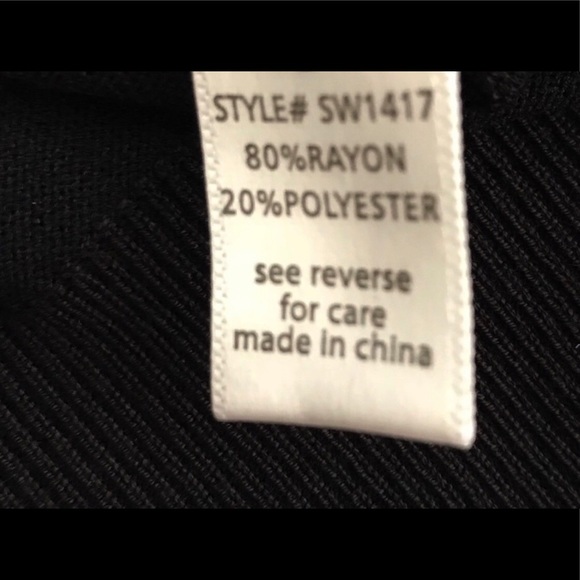 STYLE# SW1417
80%RAYON
20%POLYESTER
see reverse
for care
made in china